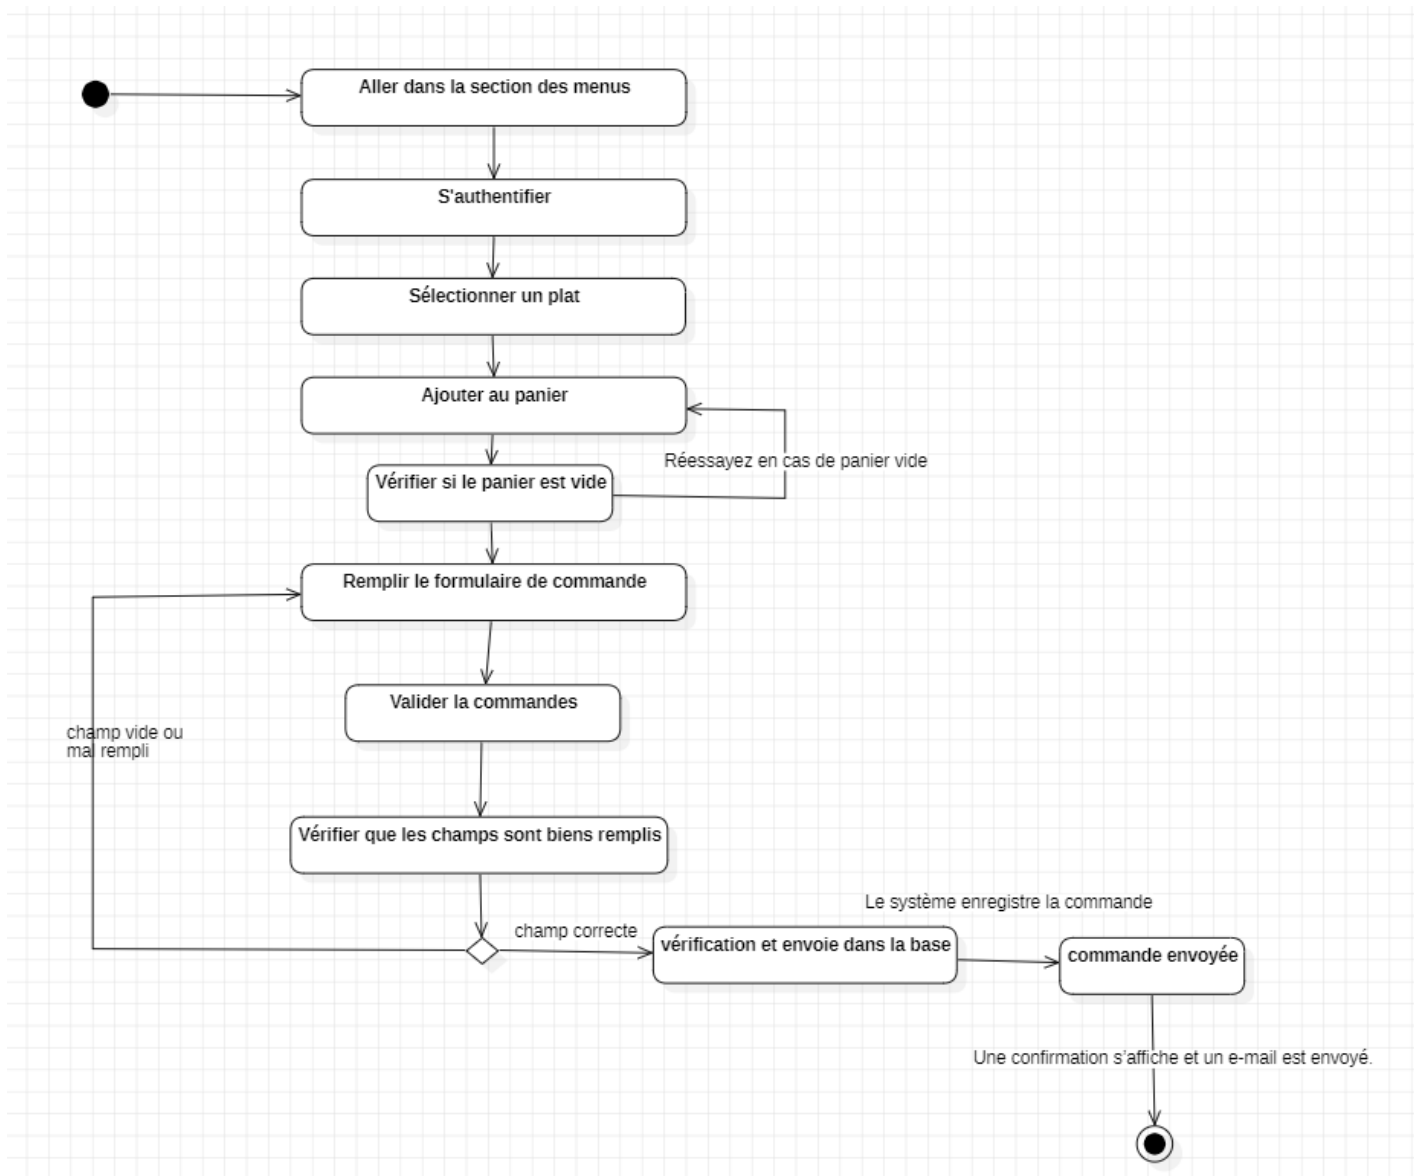 Aller dans la section des menus
S'authentifier
Sélectionner un plat
Ajouter au panier
Réessayez en cas de panier vide
Vérifier si le panier est vide
Remplir le formulaire de commande
Valider la commandes
champ vide ou
mal rempli
Vérifier que les champs sont biens remplis
Le système enregistre la commande
champ correcte
vérification et envoie dans la base
commande envoyée
Une confirmation s'affiche et un e-mail est envoyé.